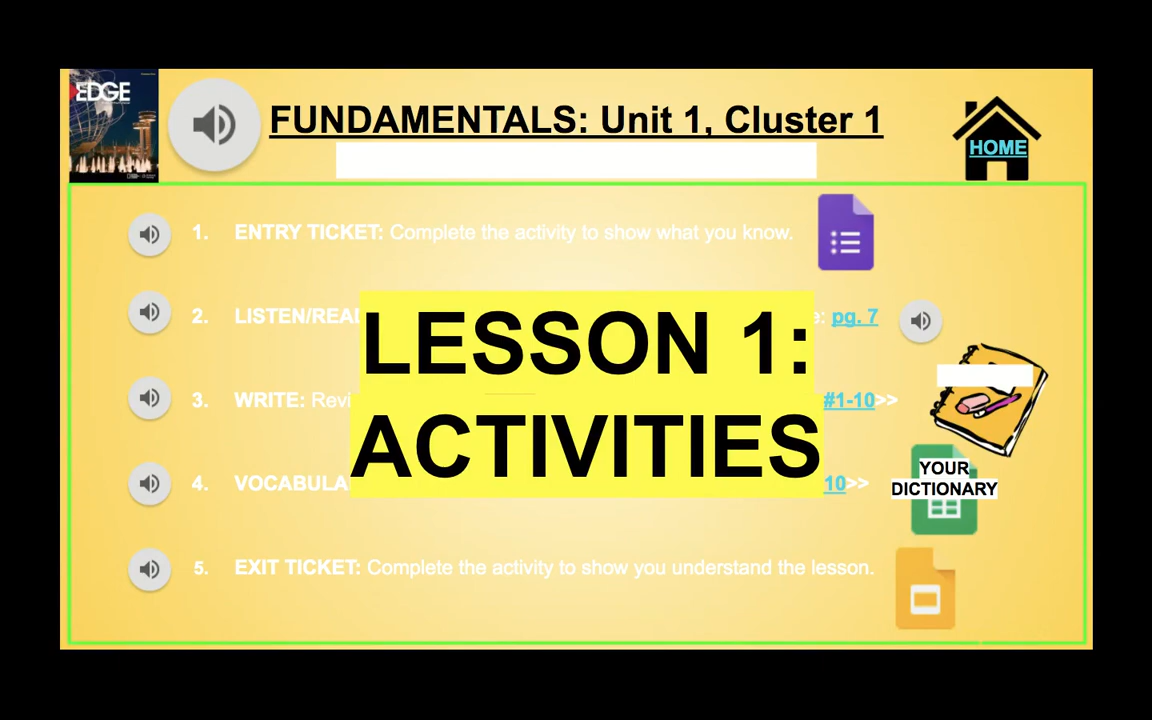 EDGE
FUNDAMENTALS: Unit 1, Cluster 1
HOME
1. ENTRY TICKET: Complete the activity to show what you know.
2. LISTEN/REA
pg. 7
LESSON 1:
3. WRITE:
#1-10>>
ACTIVITIES
4.
10>>
YOUR
DICTIONARY
5. EXIT TICKET: Complete the activity to show you understand the lesson.